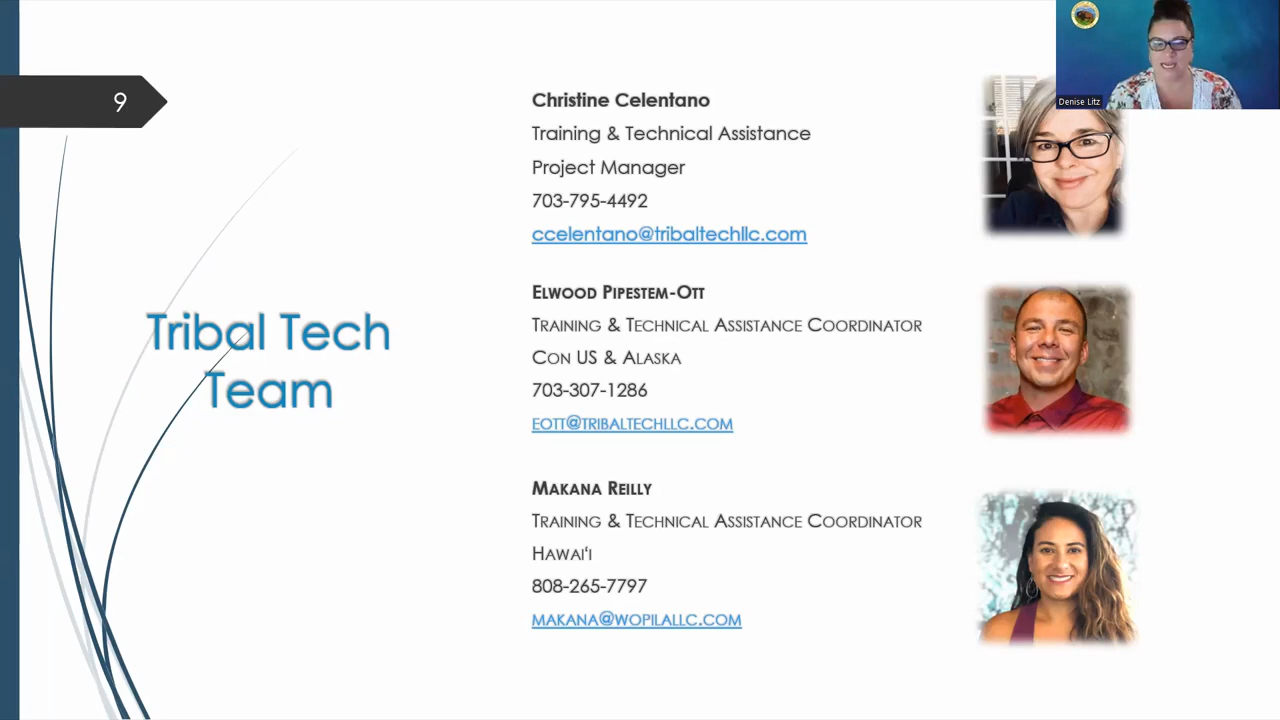 9
Tribal Tech
Team
Christine Celentano
Training & Technical Assistance
Project Manager
703-795-4492
ccelentano@tribaltechllc.com
Elwood Pipestem-Ott
Training & Technical Assistance Coordinator
Con US & Alaska
703-307-1286
EOTT@TRIBALTECHLLC.COM
Makana Reilly
Training & Technical Assistance Coordinator
Hawaiʻi
808-265-7797
MAKANA@WOPILALLC.COM
Denise Litz